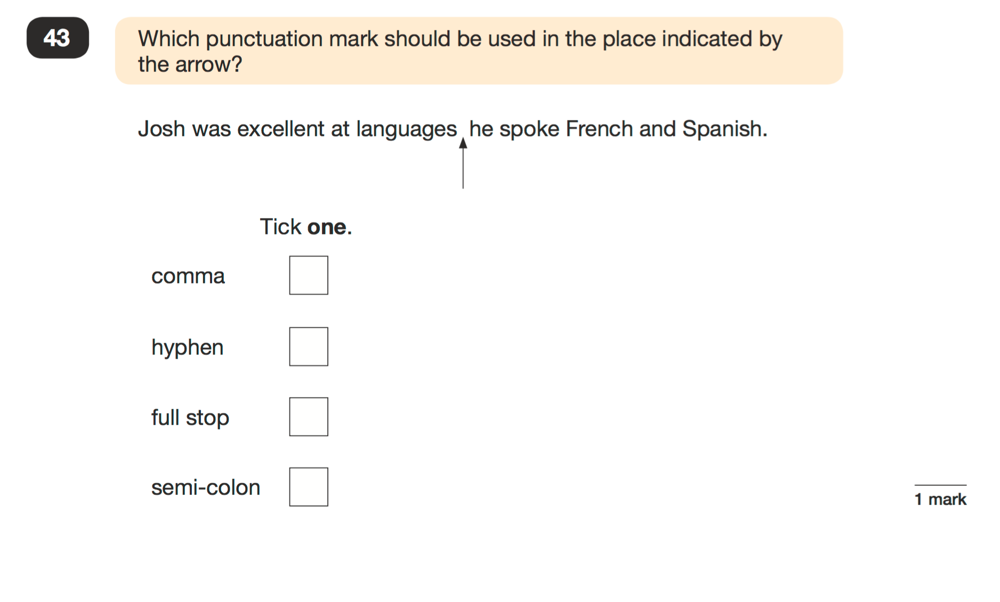 43
Which punctuation mark should be used in the place indicated by
the arrow?
Josh was excellent at languages he spoke French and Spanish.
Tick one.
comma
hyphen
full stop
semi-colon
1 mark